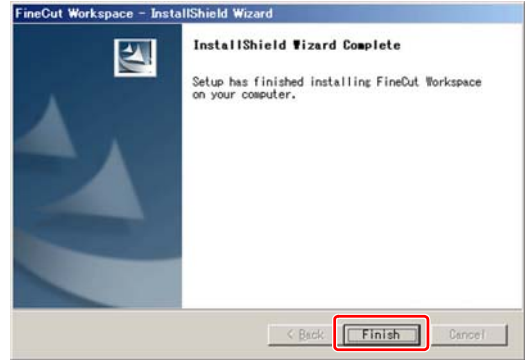 FineCut Workspace - InstallShield Wizard
InstallShield Wizard Complete
Setup has finished installing FineCut Workspace
on your computer.
< Back
Finish
Cancel